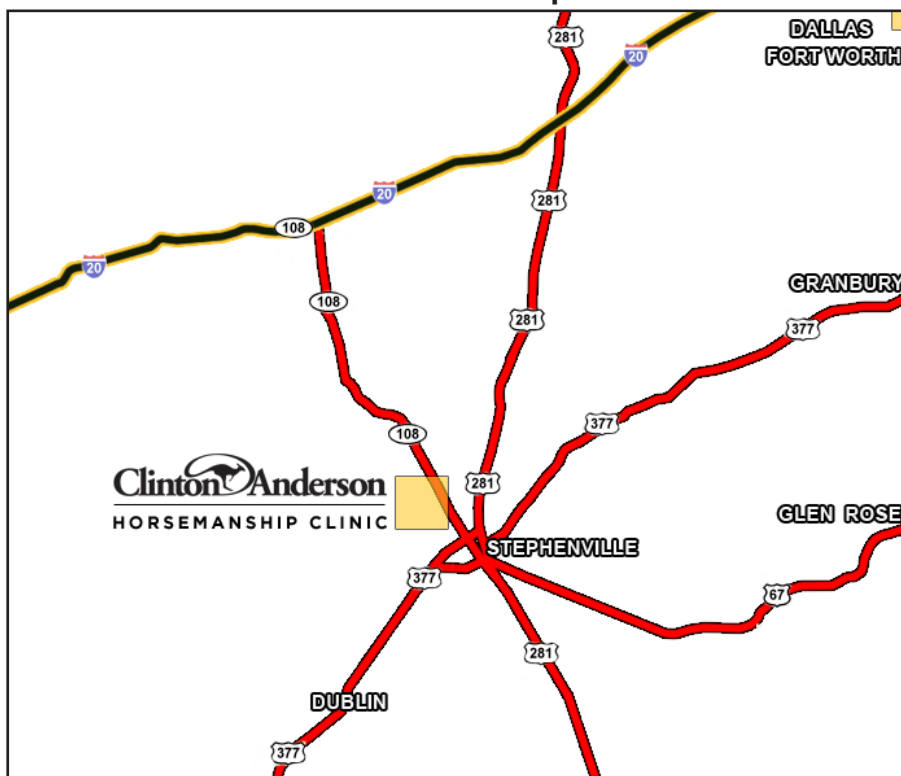 281
DALLAS
FORT WORTH
20
20
281
108
20
GRANBURY
108
281
377
377
108
281
Clinton Anderson
HORSEMANSHIP CLINIC
GLEN ROSE
STEPHENVILLE
377
67
281
DUBLIN
377